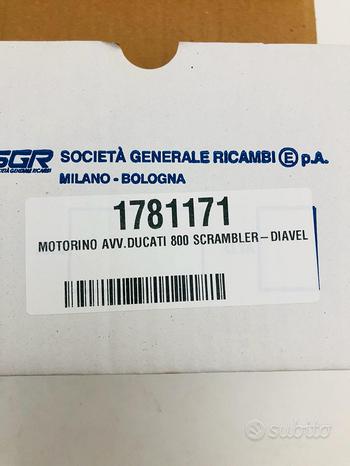 SGR SOCIETÀ GENERALE RICAMBI E p.A.
SOCIETÀ GENERALE RICAMBI
MILANO - BOLOGNA
1781171
MOTORINO AVV.DUCATI 800 SCRAMBLER-DIAVEL
subito